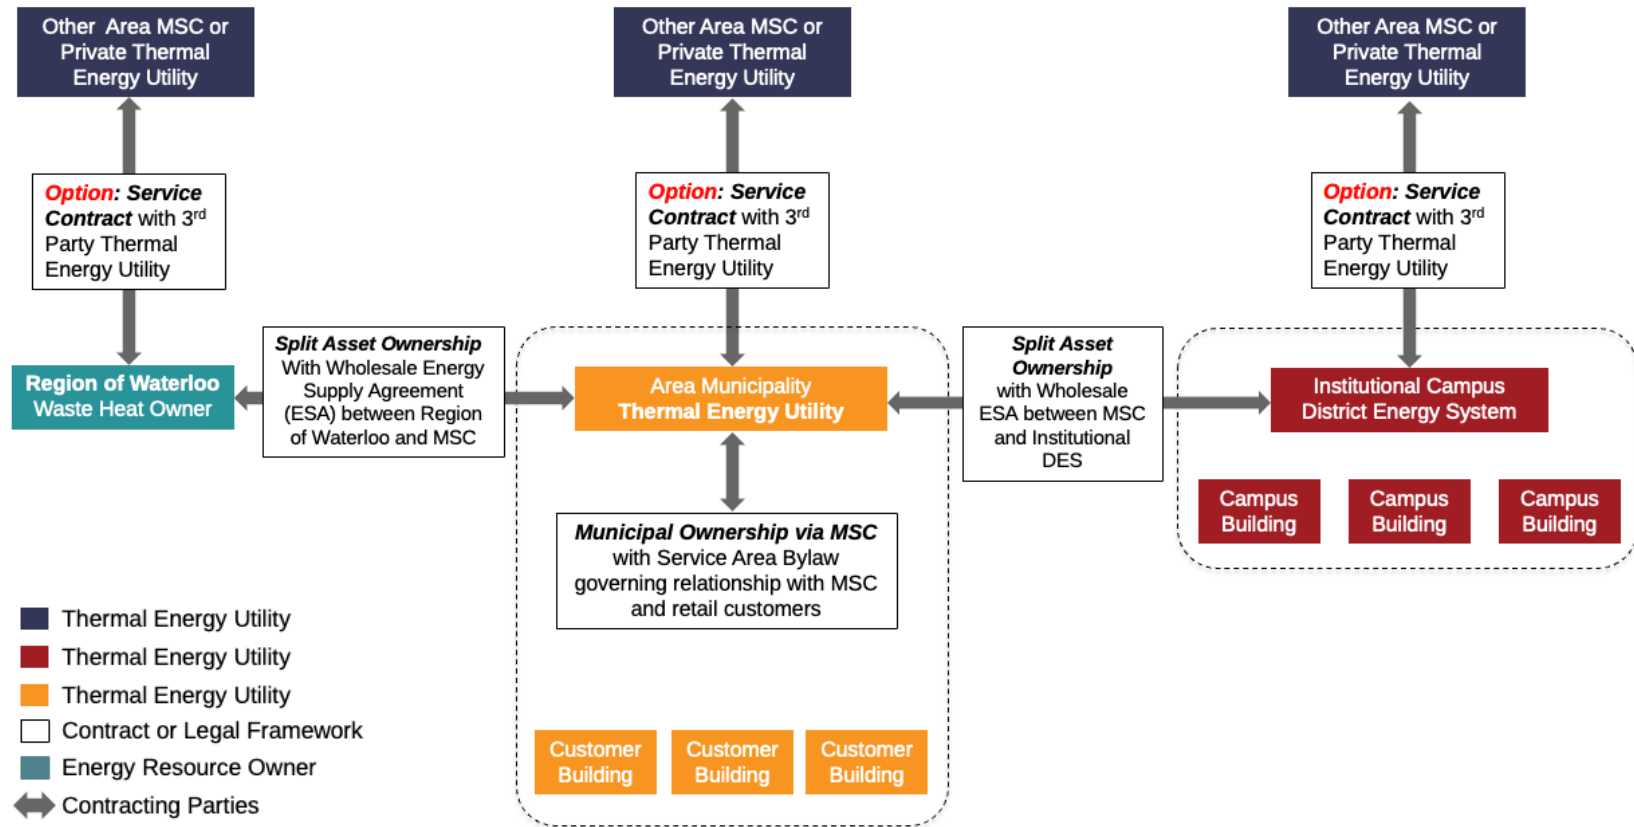 Other Area MSC or
Private Thermal
Energy Utility
Other Area MSC or
Private Thermal
Energy Utility
Other Area MSC or
Private Thermal
Energy Utility
Option: Service
Contract with 3rd
Party Thermal
Energy Utility
Option: Service
Contract with 3rd
Party Thermal
Energy Utility
Option: Service
Contract with 3rd
Party Thermal
Energy Utility
Region of Waterloo
Waste Heat Owner
Split Asset Ownership
With Wholesale Energy
Supply Agreement
(ESA) between Region
of Waterloo and MSC
Area Municipality
Thermal Energy Utility
Split Asset
Ownership
with Wholesale
ESA between MSC
and Institutional
DES
Institutional Campus
District Energy System
Campus
Building
Campus
Building
Campus
Building
Municipal Ownership via MSC
with Service Area Bylaw
governing relationship with MSC
and retail customers
Customer
Building
Customer
Building
Customer
Building
Thermal Energy Utility
Thermal Energy Utility
Thermal Energy Utility
Contract or Legal Framework
Energy Resource Owner
Contracting Parties